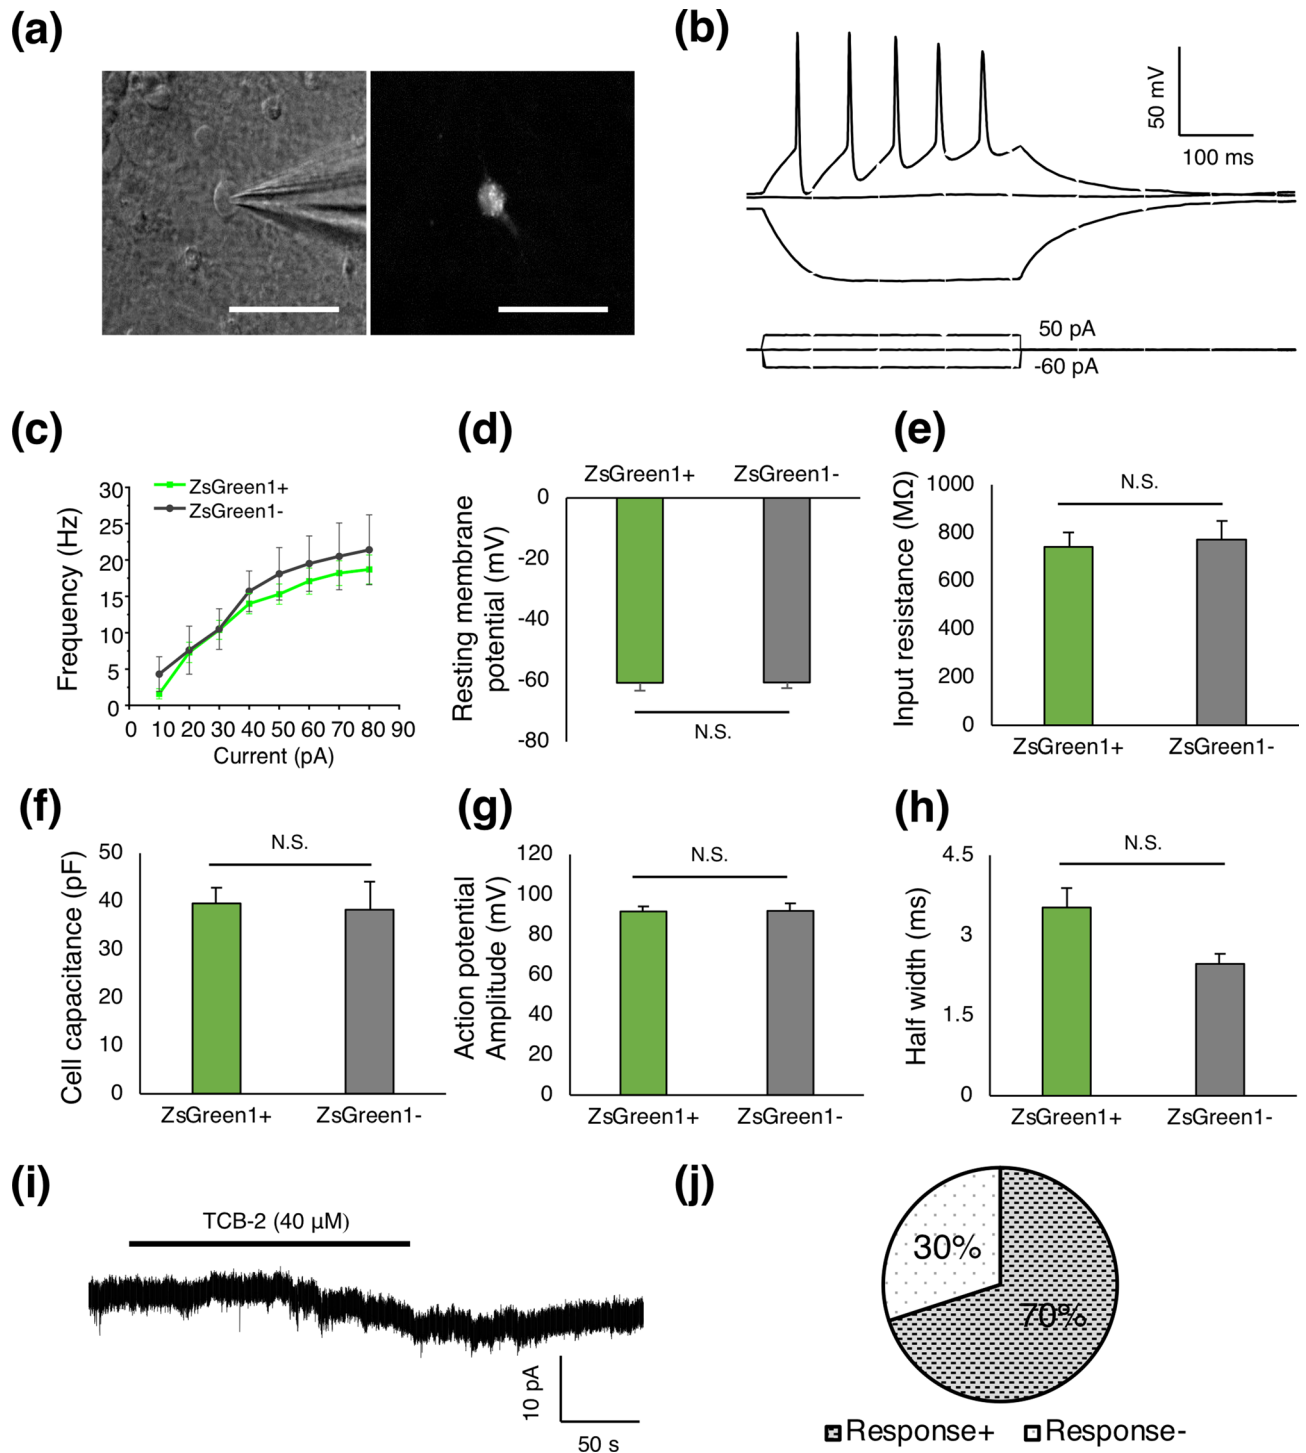 (a)
(b)
50 mV
100 ms
50 pA
-60 pA
(c)
ZsGreen1+
ZsGreen1-
Frequency (Hz)
30
25
20
15
10
5
0
0 10 20 30 40 50 60 70 80 90
Current (pA)
(d)
ZsGreen1+ ZsGreen1-
Resting membrane
potential (mV)
0
-20
-40
-60
-80
N.S.
(e)
Input resistance (MΩ)
1000
800
600
400
200
0
N.S.
ZsGreen1+ ZsGreen1-
(f)
Cell capacitance (pF)
50
40
30
20
10
0
N.S.
ZsGreen1+ ZsGreen1-
(g)
Action potential
Amplitude (mV)
120
100
80
60
40
20
0
N.S.
ZsGreen1+ ZsGreen1-
(h)
Half width (ms)
4.5
3
1.5
0
N.S.
ZsGreen1+ ZsGreen1-
(i)
TCB-2 (40 μM)
10 pA
50 s
(j)
30%
70%
Response+ Response-